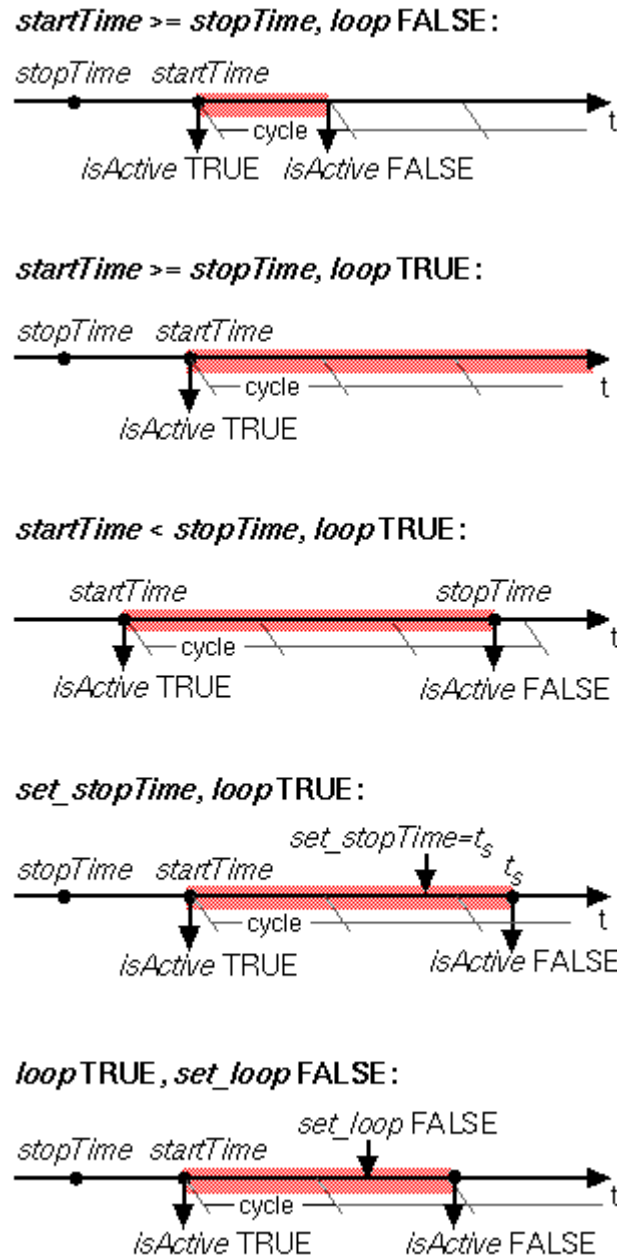 startTime >= stopTime, loop FALSE:
stopTime startTime
cycle
t
isActive TRUE isActive FALSE
startTime >= stopTime, loop TRUE:
stopTime startTime
cycle
t
isActive TRUE
startTime < stopTime, loop TRUE:
startTime stopTime
cycle
t
isActive TRUE isActive FALSE
set_stopTime, loop TRUE:
set_stopTime=ts
stopTime startTime ts
cycle
t
isActive TRUE isActive FALSE
loop TRUE, set_loop FALSE:
set_loop FALSE
stopTime startTime
cycle
t
isActive TRUE isActive FALSE